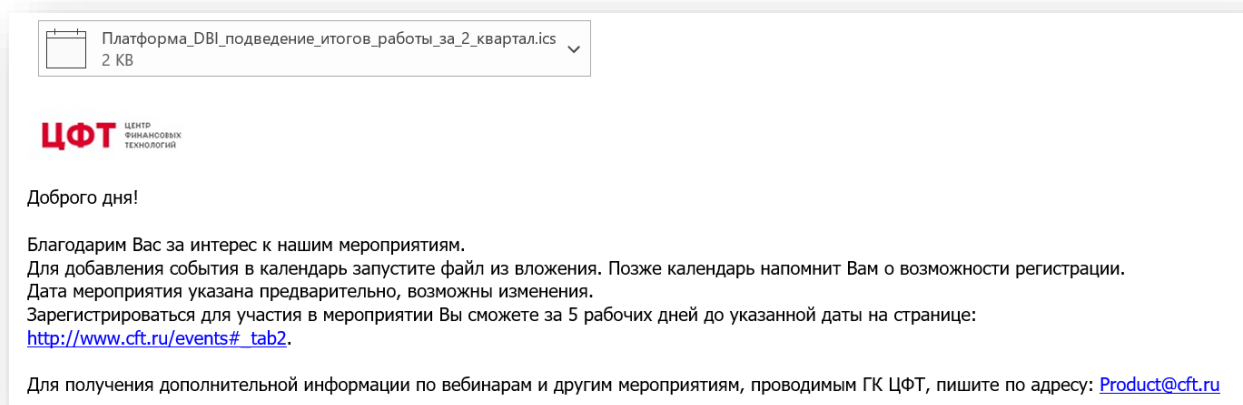 Платформа_DBI_подведение_итогов_работы_за_2_квартал.ics
2 KB
ЦФТ
ЦЕНТР
ФИНАНСОВЫХ
ТЕХНОЛОГИЙ
Доброго дня!
Благодарим Вас за интерес к нашим мероприятиям.
Для добавления события в календарь запустите файл из вложения. Позже календарь напомнит Вам о возможности регистрации.
Дата мероприятия указана предварительно, возможны изменения.
Зарегистрироваться для участия в мероприятии Вы сможете за 5 рабочих дней до указанной даты на странице:
http://www.cft.ru/events#_tab2.
Для получения дополнительной информации по вебинарам и другим мероприятиям, проводимым ГК ЦФТ, пишите по адресу: Product@cft.ru